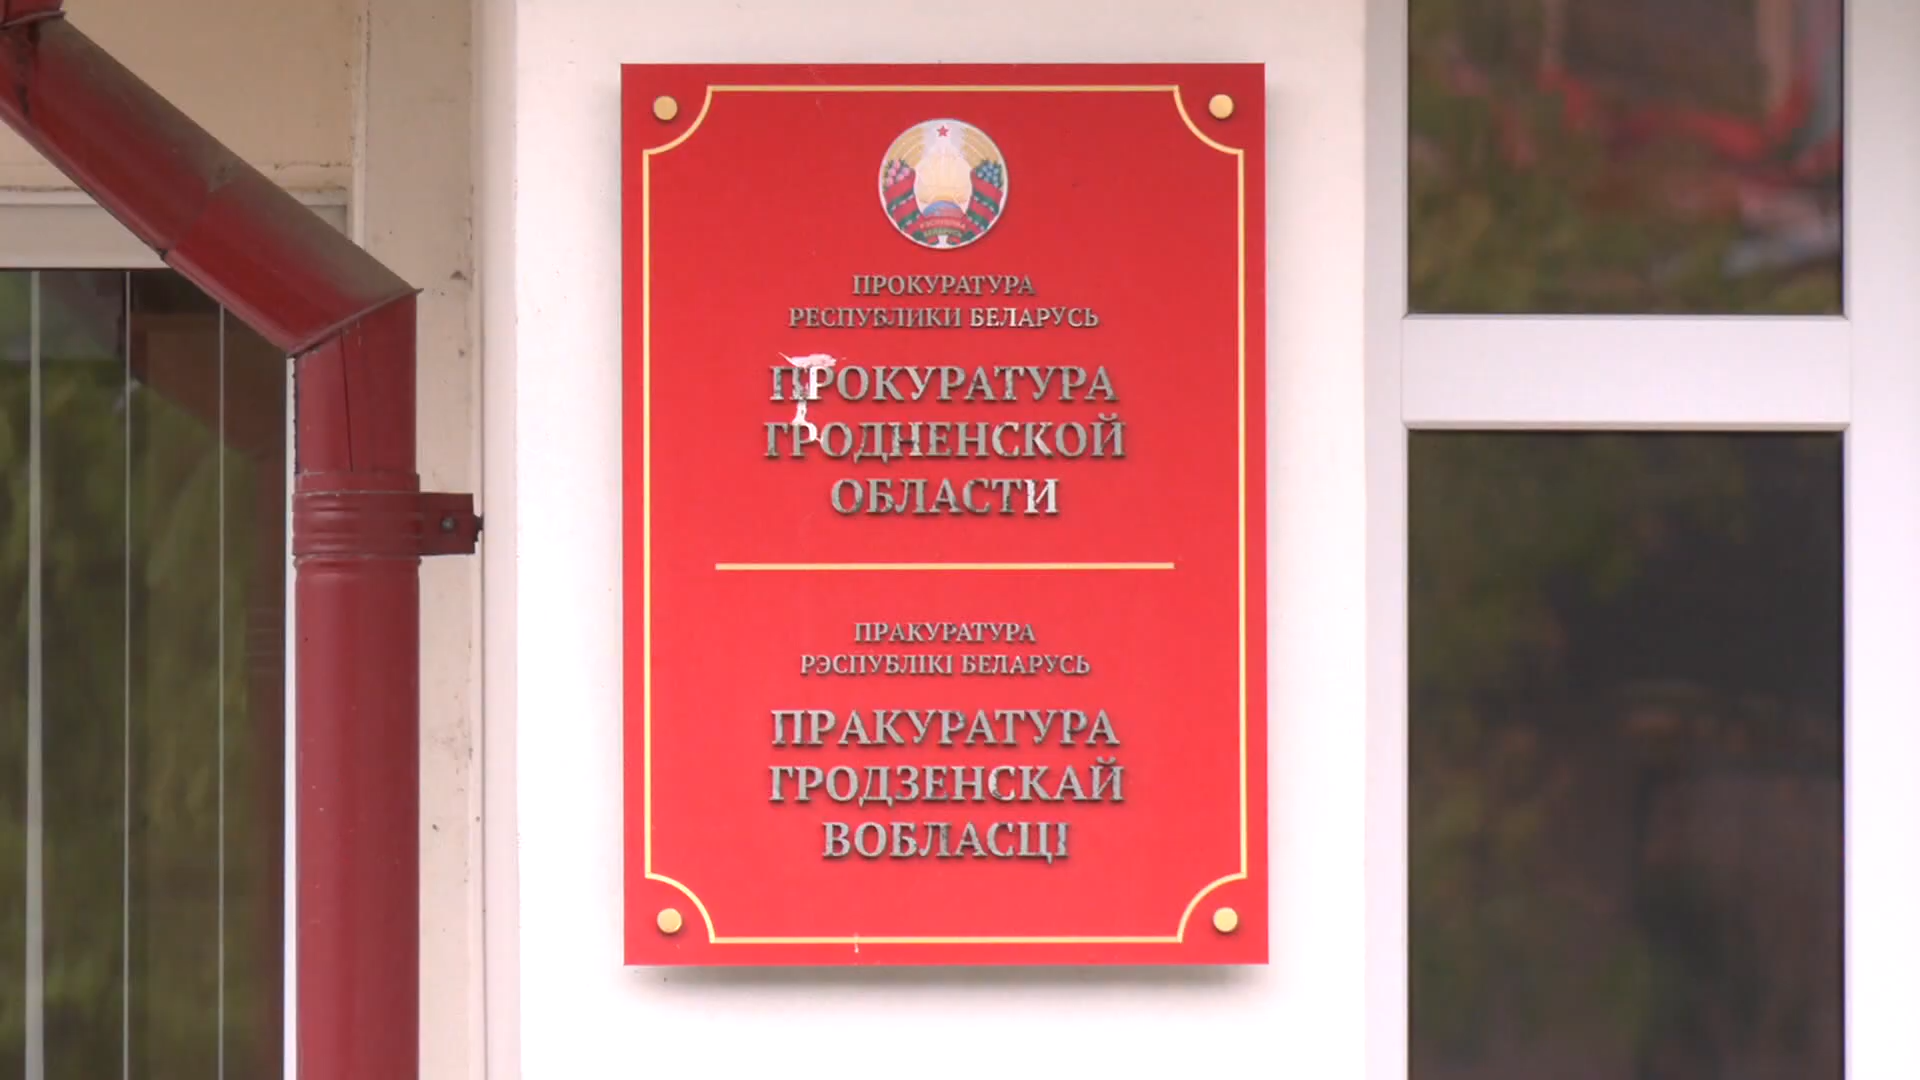 ПРОКУРАТУРА
РЕСПУБЛИКИ БЕЛАРУСЬ
ПРОКУРАТУРА
ГРОДНЕНСКОЙ
ОБЛАСТИ
ПРАКУРАТУРА
РЭСПУБЛІКІ БЕЛАРУСЬ
ПРАКУРАТУРА
ГРОДЗЕНСКАЙ
ВОБЛАСЦІ